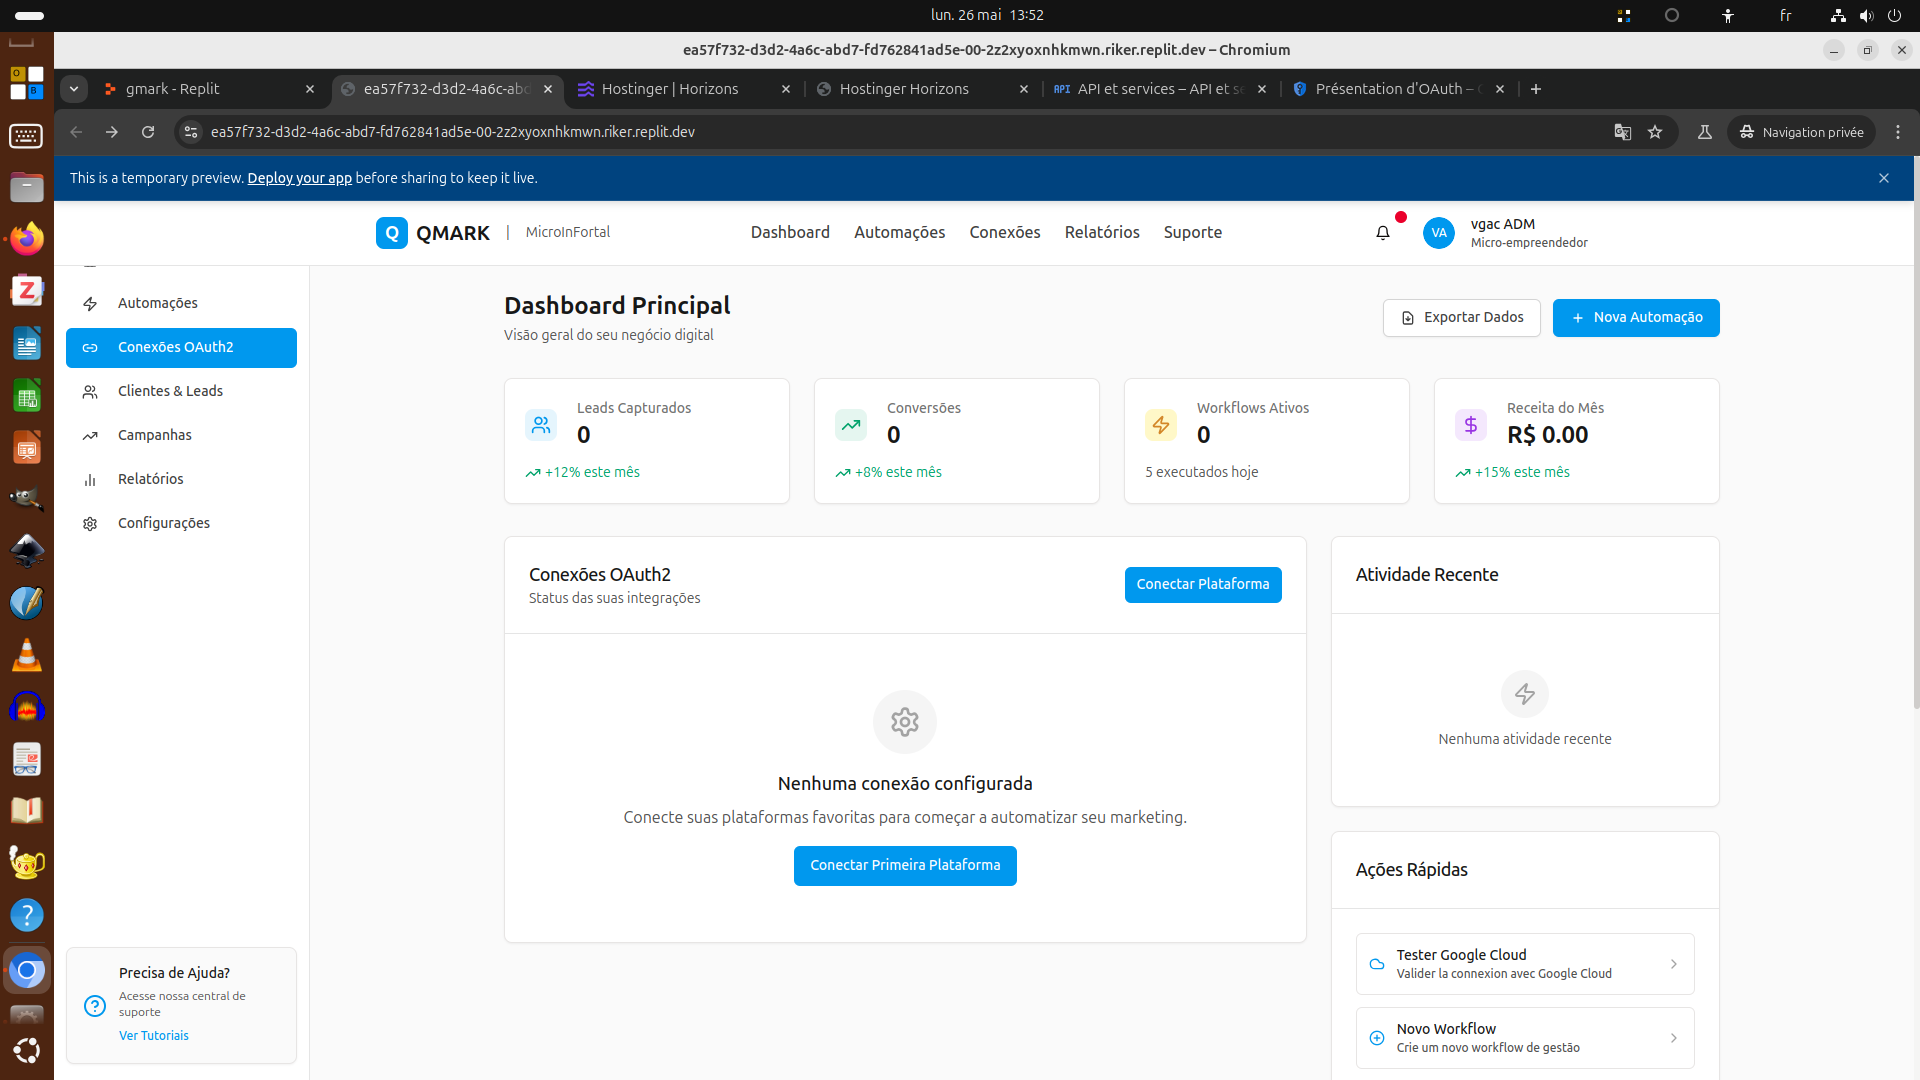 lun. 26 mai 13:52
fr
ea57f732-d3d2-4a6c-abd7-fd762841ad5e-00-2z2xyoxnhkmwn.riker.replit.dev – Chromium
qmark - Replit
ea57f732-d3d2-4a6c-abd
Hostinger | Horizons
Hostinger Horizons
API API et services – API et se
Présentation d'OAuth –
ea57f732-d3d2-4a6c-abd7-fd762841ad5e-00-2z2xyoxnhkmwn.riker.replit.dev
Navigation privée
This is a temporary preview. Deploy your app before sharing to keep it live.
Q QMARK | MicroInFortal
Dashboard
Automações
Conexões
Relatórios
Suporte
VA
vgac ADM
Micro-empreendedor
Automações
Conexões OAuth2
Clientes & Leads
Campanhas
Relatórios
Configurações
Precisa de Ajuda?
Acesse nossa central de
suporte
Ver Tutoriais
Dashboard Principal
Visão geral do seu negócio digital
Exportar Dados
Nova Automação
Leads Capturados
0
+12% este mês
Conversões
0
+8% este mês
Workflows Ativos
0
5 executados hoje
Receita do Mês
R$ 0.00
+15% este mês
Conexões OAuth2
Status das suas integrações
Conectar Plataforma
Nenhuma conexão configurada
Conecte suas plataformas favoritas para começar a automatizar seu marketing.
Conectar Primeira Plataforma
Atividade Recente
Nenhuma atividade recente
Ações Rápidas
Tester Google Cloud
Valider la connexion avec Google Cloud
Novo Workflow
Crie um novo workflow de gestão